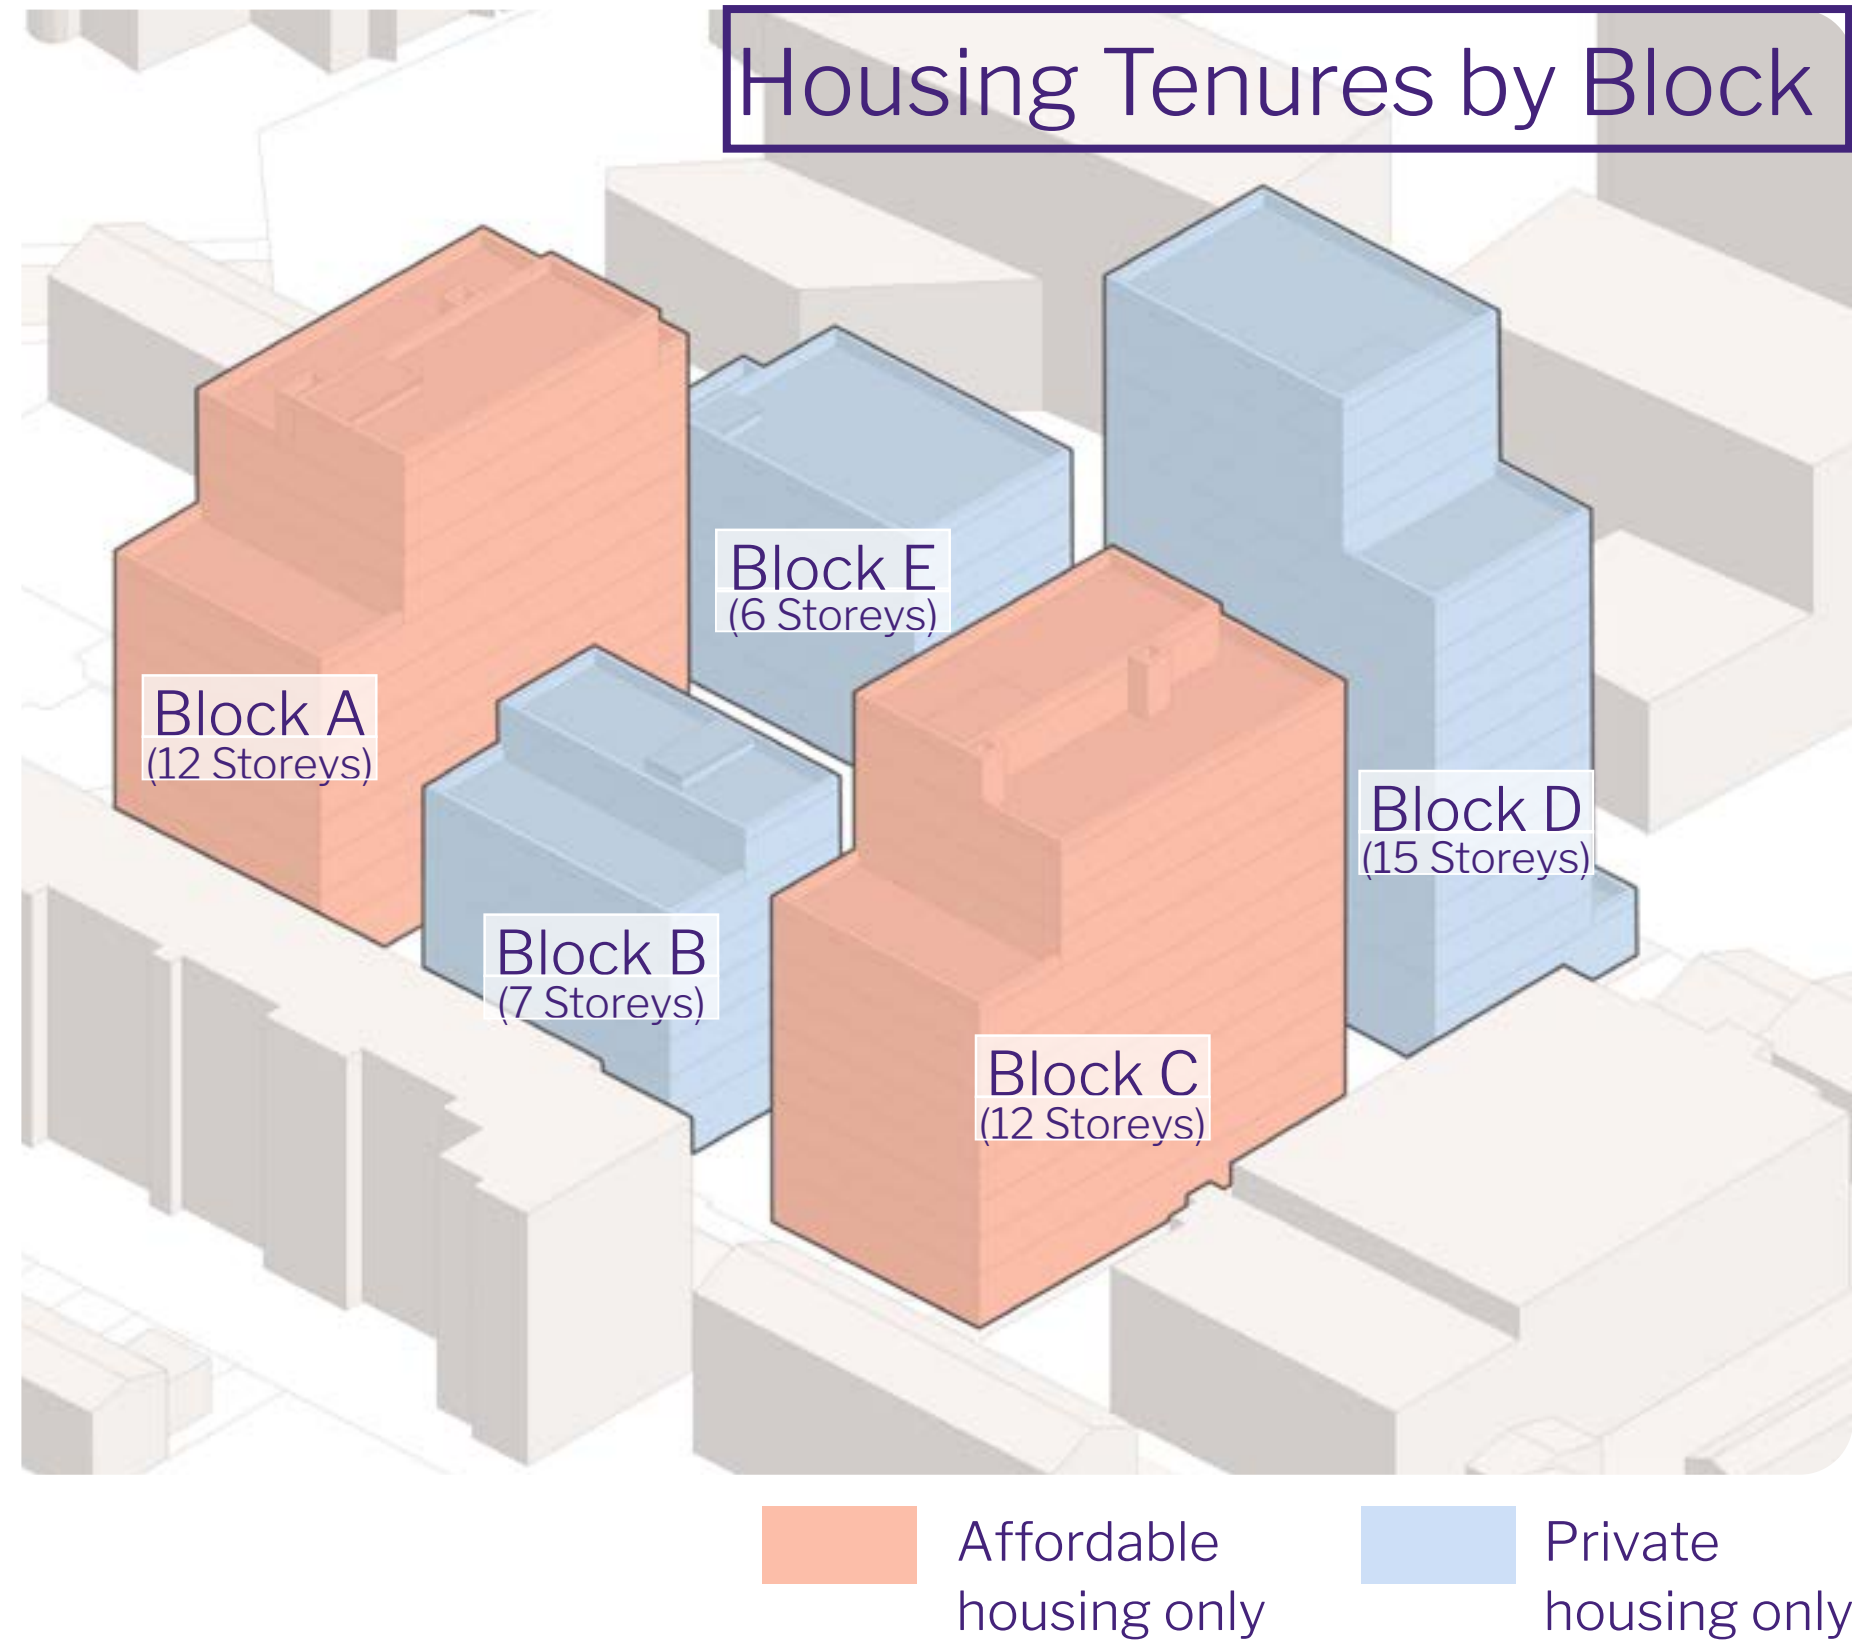 Housing Tenures by Block
Block E
(6 Storeys)
Block A
(12 Storeys)
Block D
(15 Storeys)
Block B
(7 Storeys)
Block C
(12 Storeys)
Affordable
housing only
Private
housing only